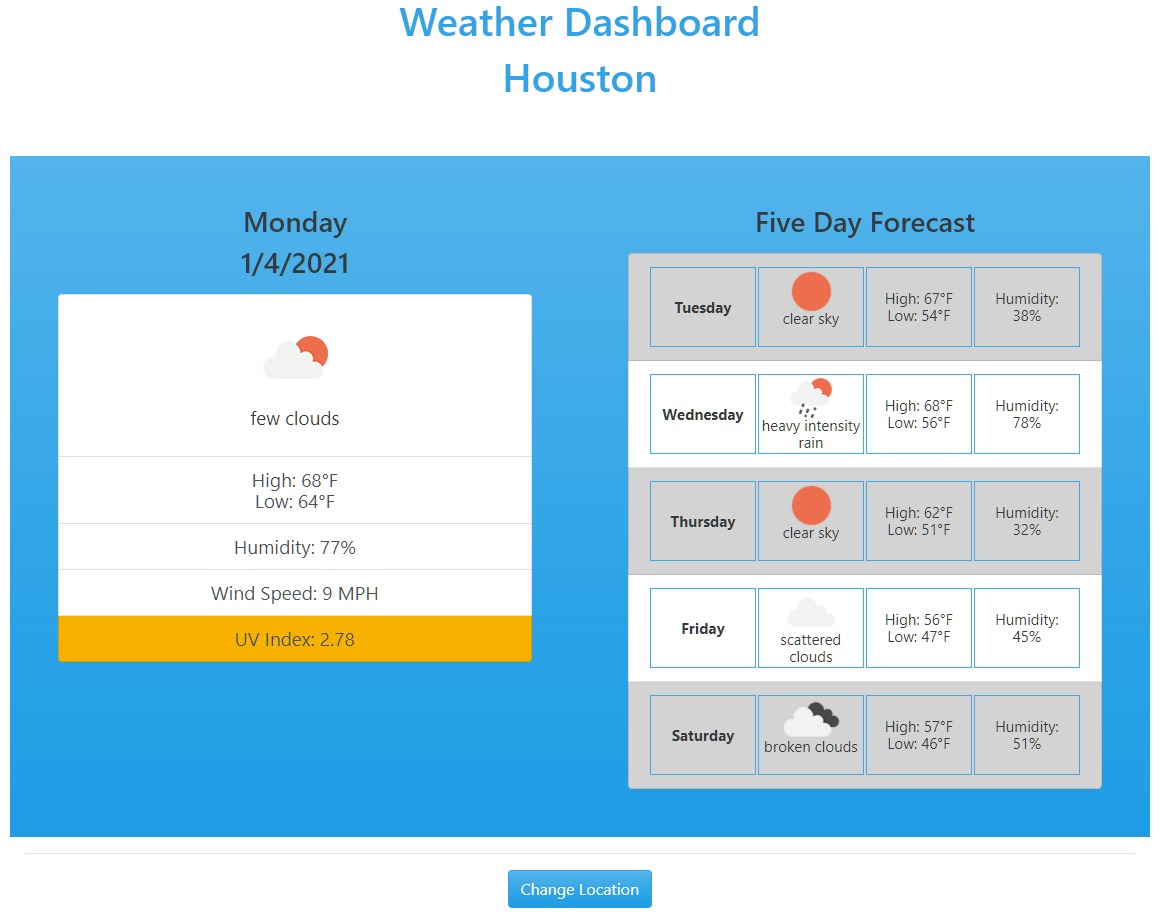 Weather Dashboard
Houston
Monday
1/4/2021
few clouds
High: 68°F
Low: 64°F
Humidity: 77%
Wind Speed: 9 MPH
UV Index: 2.78
Five Day Forecast
Tuesday
clear sky
High: 67°F
Low: 54°F
Humidity:
38%
Wednesday
heavy intensity
rain
High: 68°F
Low: 56°F
Humidity:
78%
Thursday
clear sky
High: 62°F
Low: 51°F
Humidity:
32%
Friday
scattered
clouds
High: 56°F
Low: 47°F
Humidity:
45%
Saturday
broken clouds
High: 57°F
Low: 46°F
Humidity:
51%
Change Location